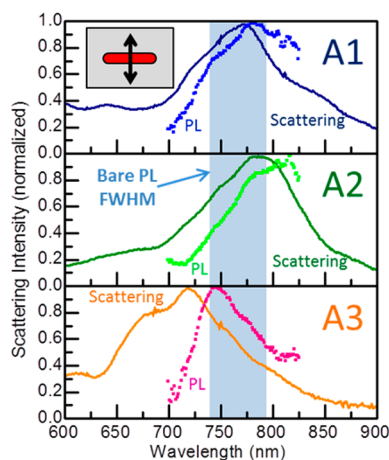 Scattering Intensity (normalized)
1.0
0.8
0.6
0.4
0.2
0.0
A1
PL
Scattering
1.0
0.8
0.6
0.4
0.2
A2
Bare PL
FWHM
PL
Scattering
1.0
0.8
0.6
0.4
0.2
0.0
Scattering
A3
PL
600 650 700 750 800 850 900
Wavelength (nm)